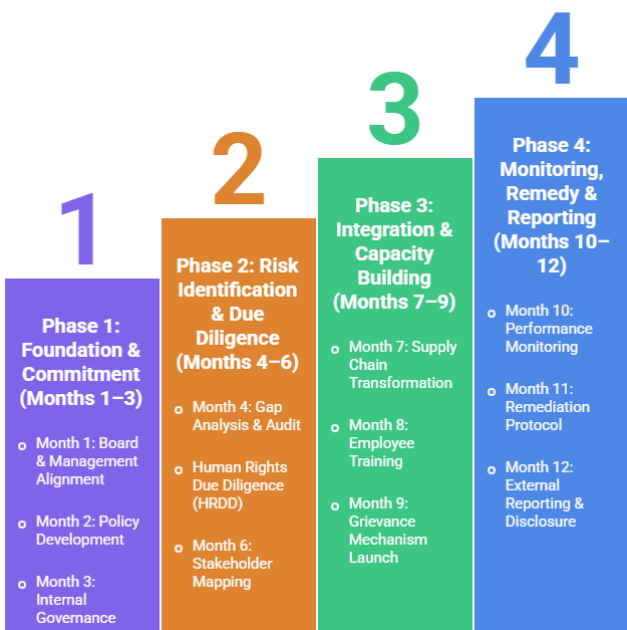 1
Phase 1:
Foundation &
Commitment
(Months 1–3)
Month 1: Board
& Management
Alignment
Month 2: Policy
Development
Month 3:
Internal
Governance
2
Phase 2: Risk
Identification
& Due
Diligence
(Months 4–6)
Month 4: Gap
Analysis & Audit
Human Rights
Due Diligence
(HRDD)
Month 6:
Stakeholder
Mapping
3
Phase 3:
Integration &
Capacity
Building
(Months 7–9)
Month 7: Supply
Chain
Transformation
Month 8:
Employee
Training
Month 9:
Grievance
Mechanism
Launch
4
Phase 4:
Monitoring,
Remedy &
Reporting
(Months 10–
12)
Month 10:
Performance
Monitoring
Month 11:
Remediation
Protocol
Month 12:
External
Reporting &
Disclosure